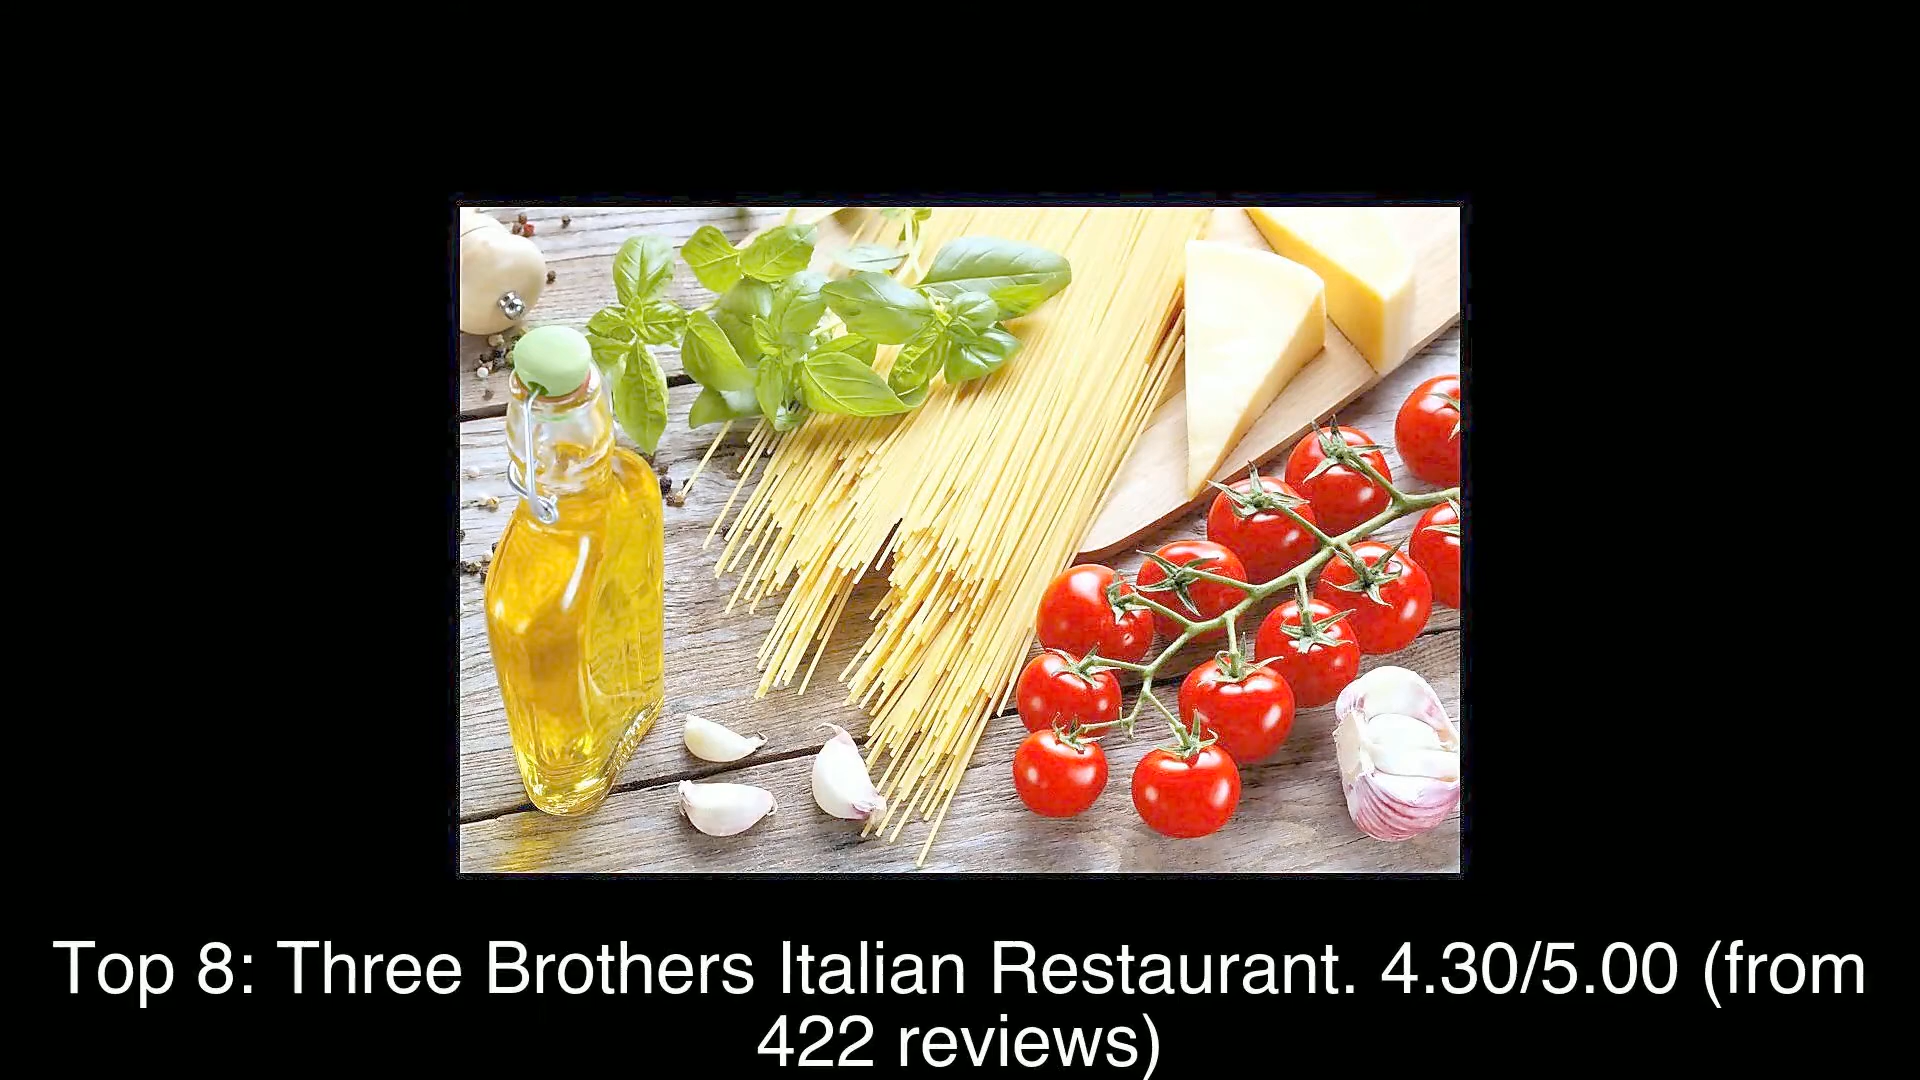 Top 8: Three Brothers Italian Restaurant. 4.30/5.00 (from
422 reviews)